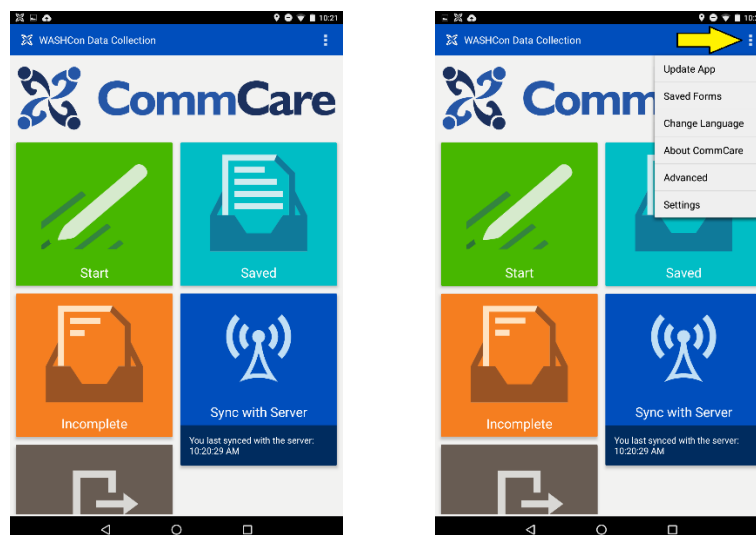 10:21
WASHCon Data Collection
CommCare
Start
Saved
Incomplete
Sync with Server
You last synced with the server:
10:20:29 AM
WASHCon Data Collection
Update App
Saved Forms
Change Language
About CommCare
Advanced
Settings
Start
Saved
Incomplete
Sync with Server
You last synced with the server:
10:20:29 AM